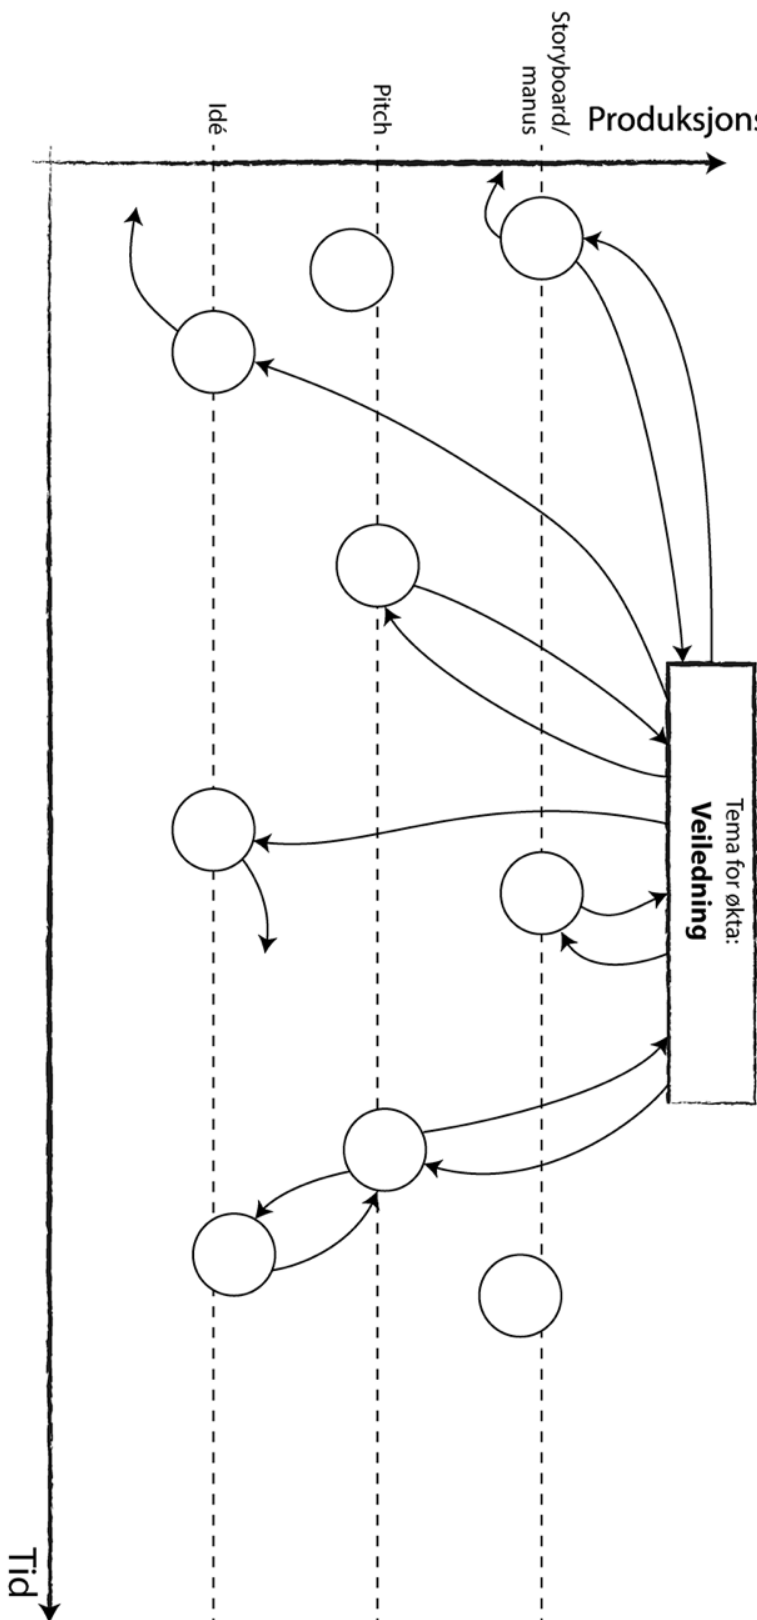 Produksjons
Storyboard/
manus
Pitch
Idé
Tema for økta:
Veiledning
Tid